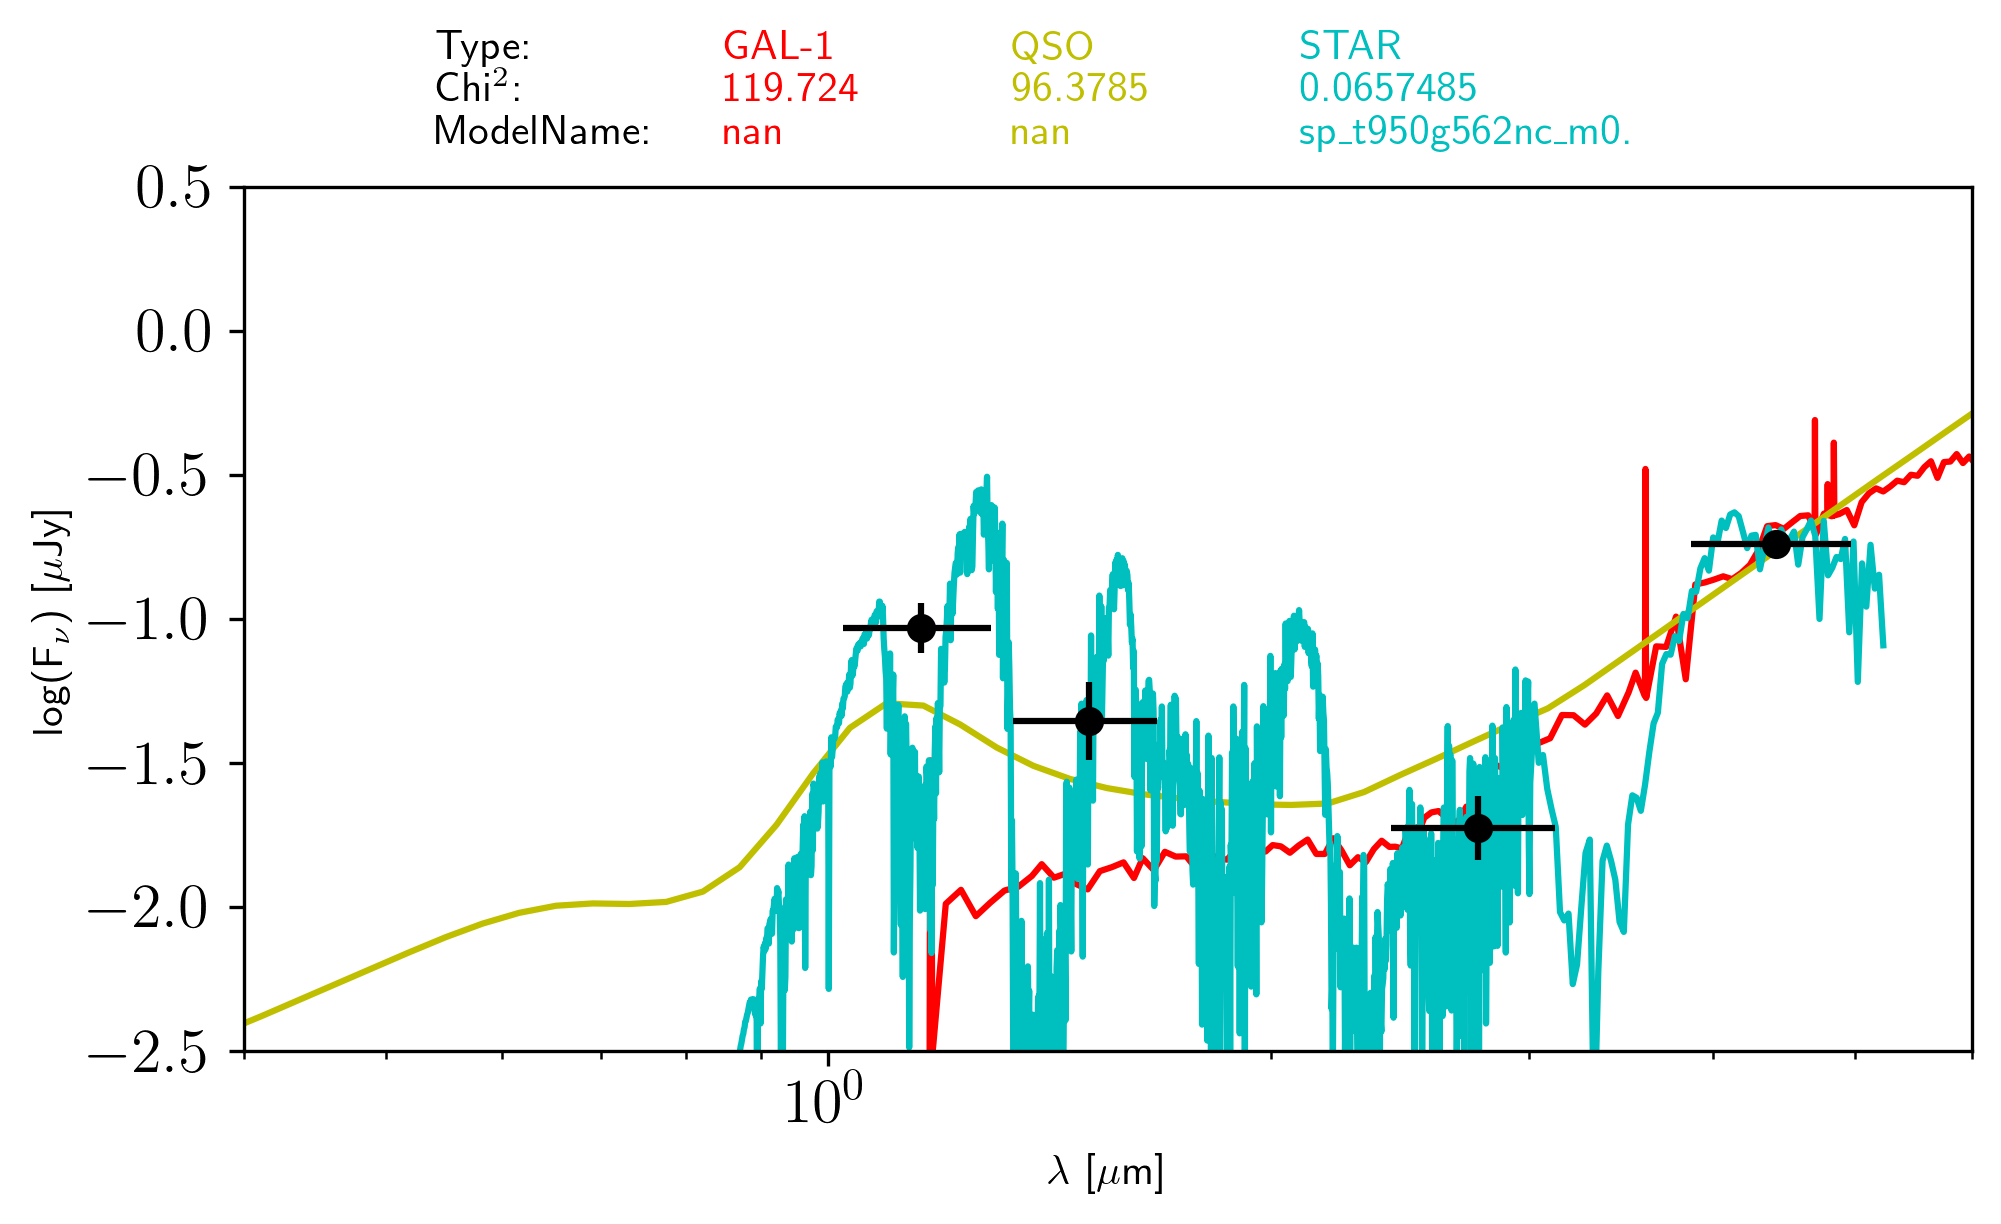 Type: GAL-1 QSO STAR
Chi²: 119.724 96.3785 0.0657485
ModelName: nan nan sp_t950g562nc_m0.
0.5
0.0
−0.5
−1.0
−1.5
−2.0
−2.5
log(Fν) [μJy]
10⁰
λ [μm]